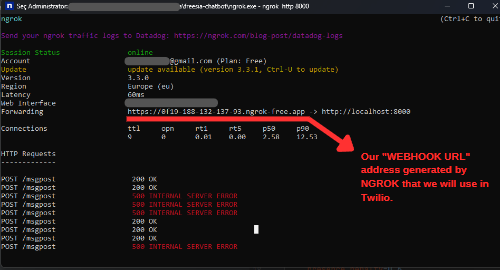 Seç Administrator:
\dreesia-chatbot\ngrok.exe - ngrok http 8000
ngrok
(Ctrl+C to quit
Send your ngrok traffic logs to Datadog: https://ngrok.com/blog-post/datadog-logs
Session Status online
Account @gmail.com (Plan: Free)
Update update available (version 3.3.1, Ctrl-U to update)
Version 3.3.0
Region Europe (eu)
Latency 60ms
Web Interface
Forwarding https://0f19-188-132-137-93.ngrok-free.app -> http://localhost:8000
Connections ttl opn rt1 rt5 p50 p90
9 0 0.01 0.00 2.58 12.53
HTTP Requests
-------------
POST /msgpost 200 OK
POST /msgpost 200 OK
POST /msgpost 500 INTERNAL SERVER ERROR
POST /msgpost 500 INTERNAL SERVER ERROR
POST /msgpost 500 INTERNAL SERVER ERROR
POST /msgpost 200 OK
POST /msgpost 200 OK
POST /msgpost 200 OK
POST /msgpost 500 INTERNAL SERVER ERROR
Our "WEBHOOK URL"
address generated by
NGROK that we will use in
Twilio.